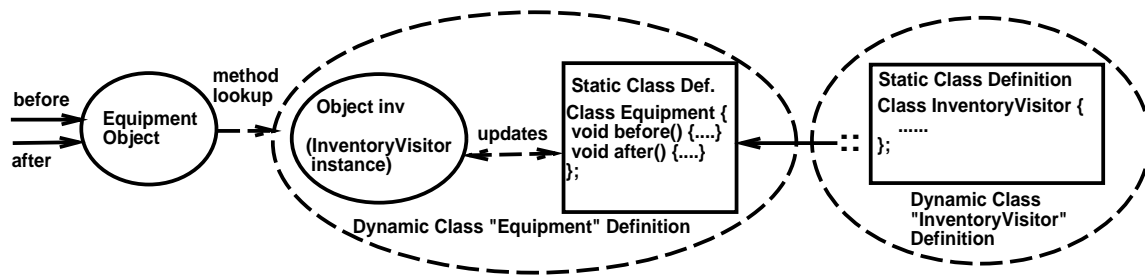 before
after
Equipment
Object
method
lookup
Object inv
(InventoryVisitor
instance)
updates
Static Class Def.
Class Equipment {
void before() {....}
void after() {....}
};
Dynamic Class "Equipment" Definition
::
Static Class Definition
Class InventoryVisitor {
......
};
Dynamic Class
"InventoryVisitor"
Definition